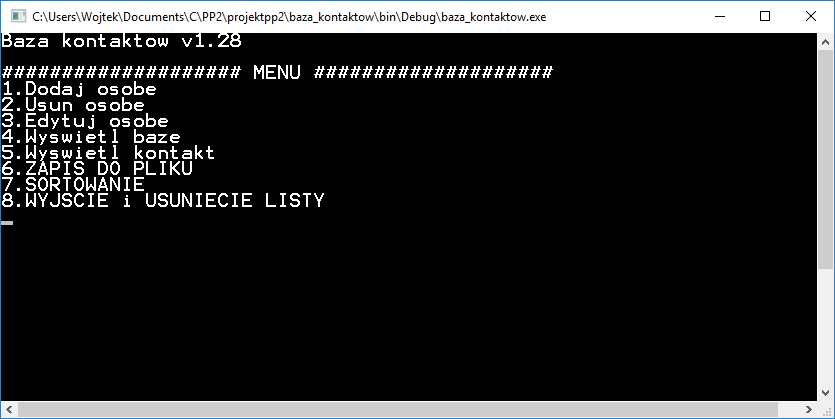 C:\Users\Wojtek\Documents\C\PP2\projektpp2\baza_kontaktow\bin\Debug\baza_kontaktow.exe
Baza kontaktow v1.28
#################### MENU ####################
1.Dodaj osobe
2.Usun osobe
3.Edytuj osobe
4.Wyswietl baze
5.Wyswietl kontakt
6.ZAPIS DO PLIKU
7.SORTOWANIE
8.WYJSCIE i USUNIECIE LISTY